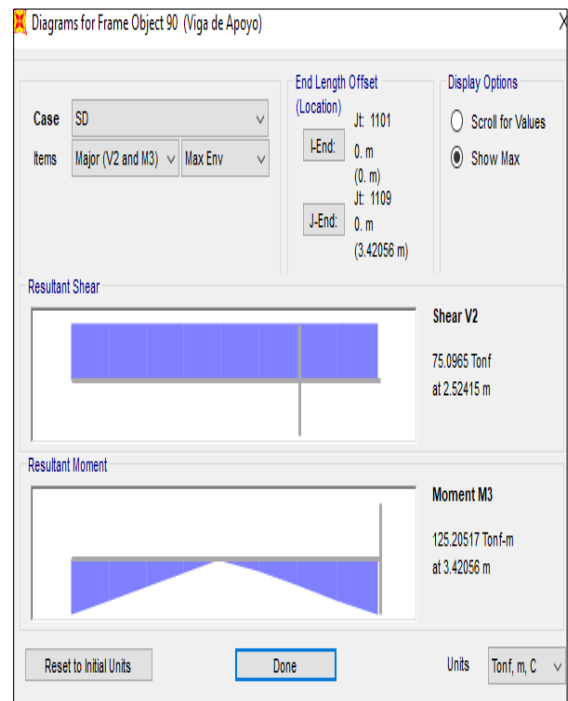 Diagrams for Frame Object 90 (Viga de Apoyo)
X
Case
SD
Items
Major (V2 and M3)
Max Env
End Length Offset
(Location)
Jt: 1101
I-End:
0. m
(0. m)
Jt: 1109
J-End:
0. m
(3.42056 m)
Display Options
Scroll for Values
Show Max
Resultant Shear
Shear V2
75.0965 Tonf
at 2.52415 m
Resultant Moment
Moment M3
125.20517 Tonf-m
at 3.42056 m
Reset to Initial Units
Done
Units
Tonf, m, C